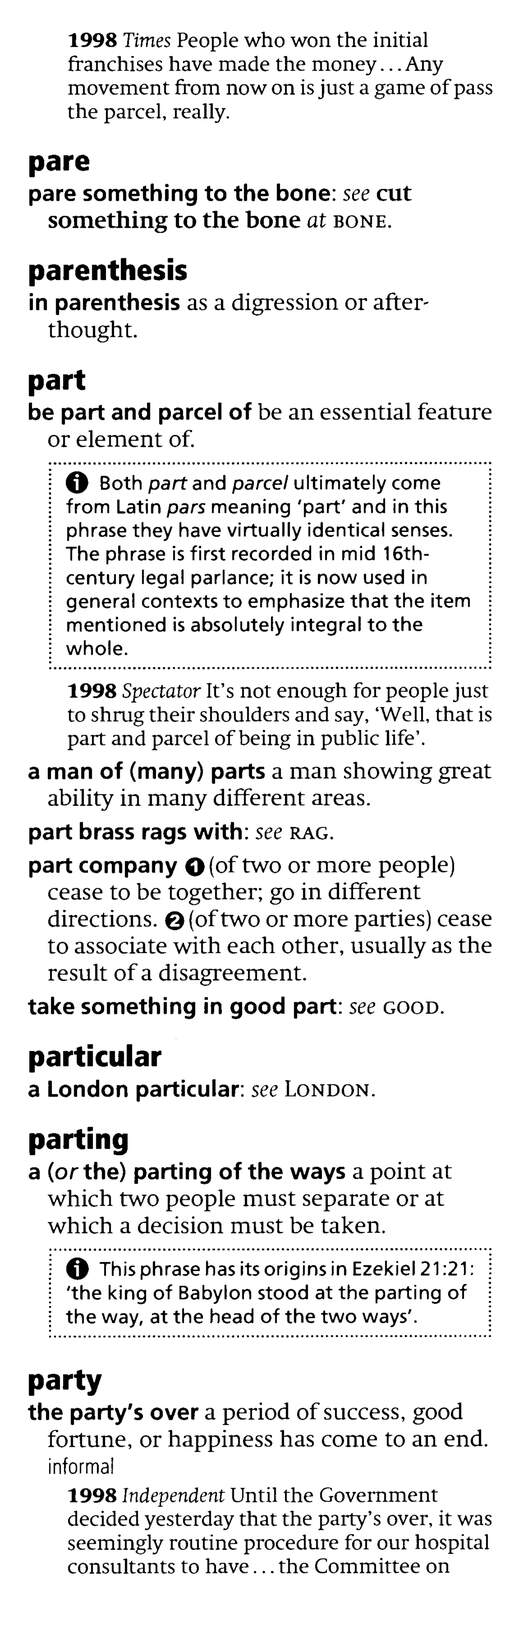 1998 Times People who won the initial
franchises have made the money...Any
movement from now on is just a game of pass
the parcel, really.
pare
pare something to the bone: see cut
something to the bone at BONE.
parenthesis
in parenthesis as a digression or after-
thought.
part
be part and parcel of be an essential feature
or element of.
ℹ Both part and parcel ultimately come
from Latin pars meaning 'part' and in this
phrase they have virtually identical senses.
The phrase is first recorded in mid 16th-
century legal parlance; it is now used in
general contexts to emphasize that the item
mentioned is absolutely integral to the
whole.
1998 Spectator It's not enough for people just
to shrug their shoulders and say, 'Well, that is
part and parcel of being in public life'.
a man of (many) parts a man showing great
ability in many different areas.
part brass rags with: see RAG.
part company ❶ (of two or more people)
cease to be together; go in different
directions. ❷ (of two or more parties) cease
to associate with each other, usually as the
result of a disagreement.
take something in good part: see GOOD.
particular
a London particular: see LONDON.
parting
a (or the) parting of the ways a point at
which two people must separate or at
which a decision must be taken.
ℹ This phrase has its origins in Ezekiel 21:21:
'the king of Babylon stood at the parting of
the way, at the head of the two ways'.
party
the party's over a period of success, good
fortune, or happiness has come to an end.
informal
1998 Independent Until the Government
decided yesterday that the party's over, it was
seemingly routine procedure for our hospital
consultants to have...the Committee on